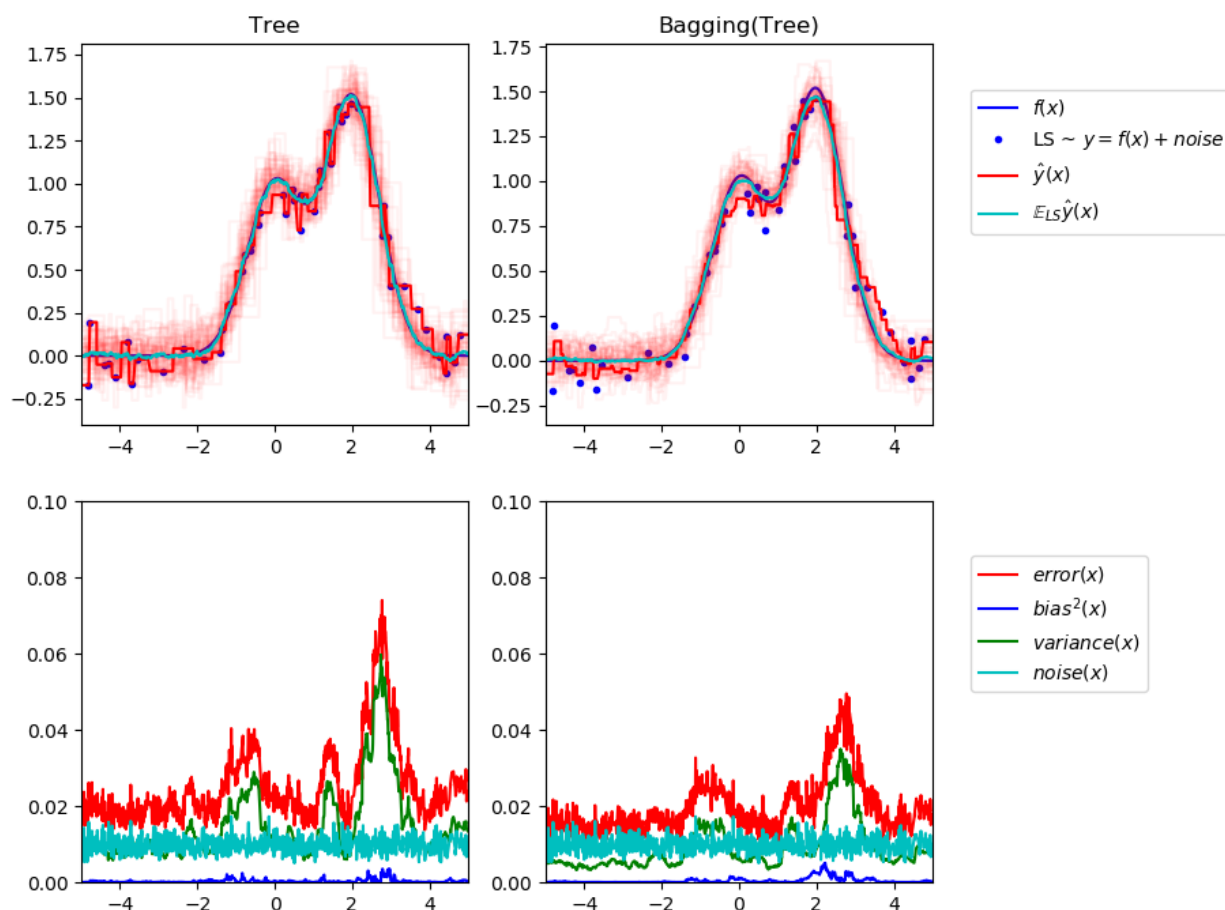 Tree
Bagging(Tree)
1.75
1.50
1.25
1.00
0.75
0.50
0.25
0.00
−0.25
−4 −2 0 2 4
1.75
1.50
1.25
1.00
0.75
0.50
0.25
0.00
−0.25
−4 −2 0 2 4
f(x)
LS ~ y = f(x) + noise
ŷ(x)
𝔼LS ŷ(x)
0.10
0.08
0.06
0.04
0.02
0.00
−4 −2 0 2 4
0.10
0.08
0.06
0.04
0.02
0.00
−4 −2 0 2 4
error(x)
bias²(x)
variance(x)
noise(x)